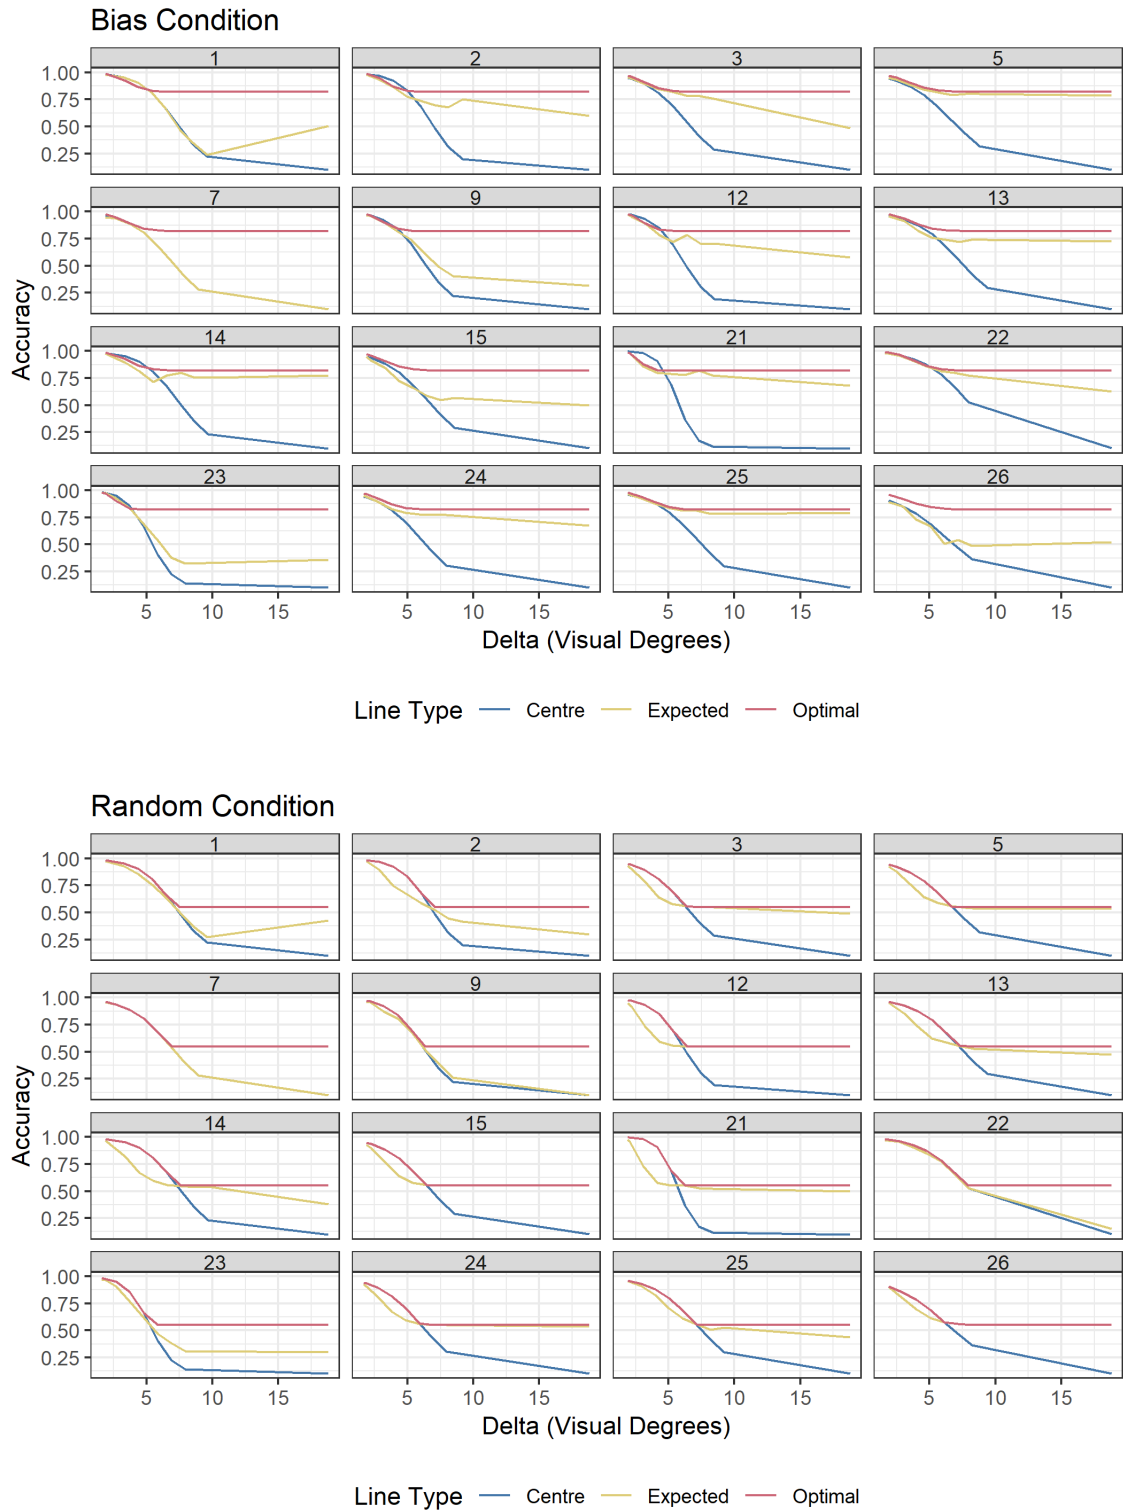 Bias Condition
1 2 3 5
1.00
0.75
0.50
0.25
7 9 12 13
1.00
0.75
0.50
0.25
14 15 21 22
1.00
0.75
0.50
0.25
23 24 25 26
1.00
0.75
0.50
0.25
Accuracy
5 10 15 5 10 15 5 10 15 5 10 15
Delta (Visual Degrees)
Line Type Centre Expected Optimal
Random Condition
1 2 3 5
1.00
0.75
0.50
0.25
7 9 12 13
1.00
0.75
0.50
0.25
14 15 21 22
1.00
0.75
0.50
0.25
23 24 25 26
1.00
0.75
0.50
0.25
Accuracy
5 10 15 5 10 15 5 10 15 5 10 15
Delta (Visual Degrees)
Line Type Centre Expected Optimal